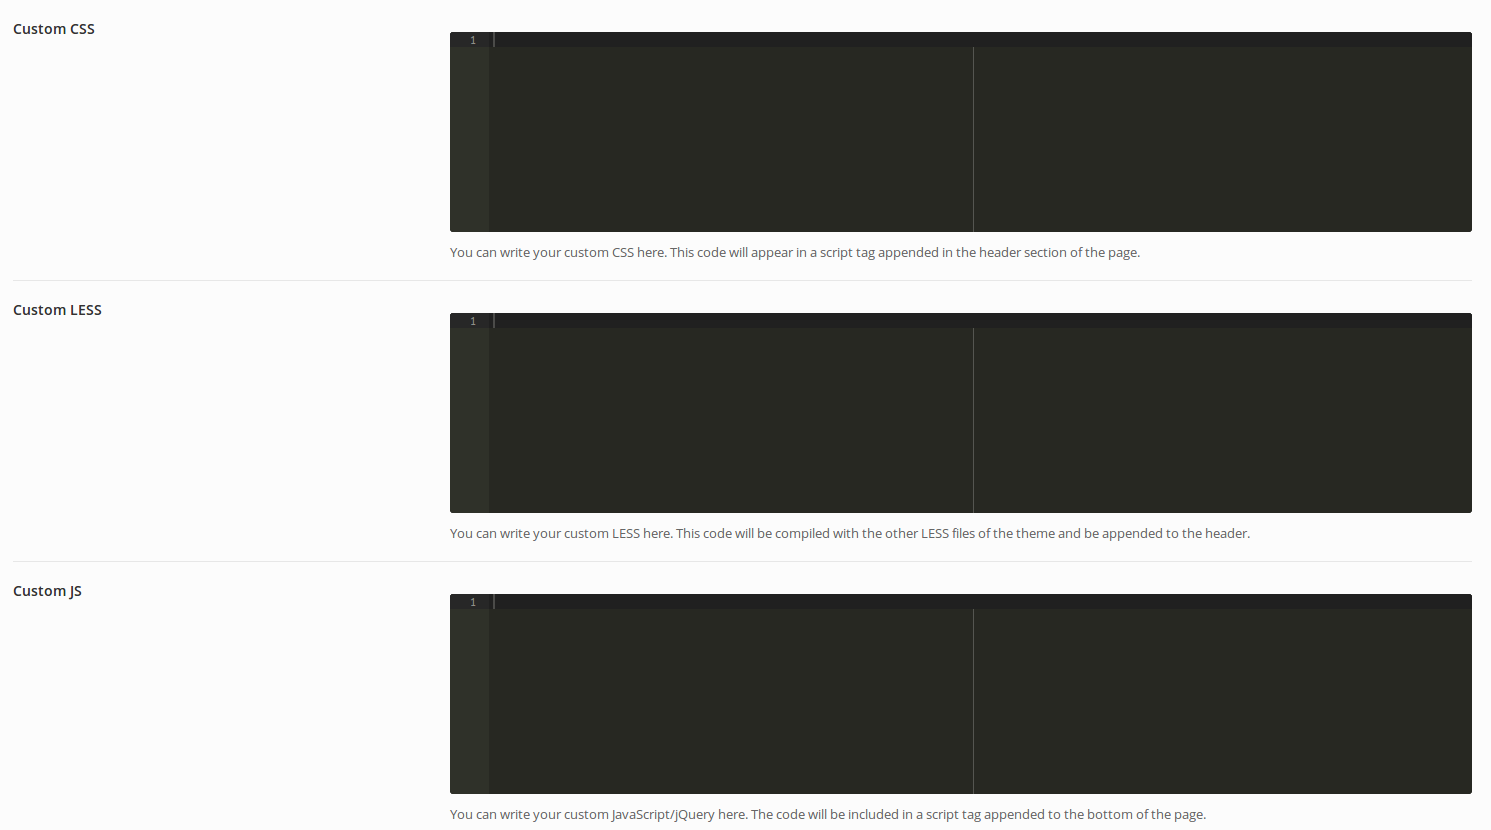 Custom CSS
1
You can write your custom CSS here. This code will appear in a script tag appended in the header section of the page.
Custom LESS
1
You can write your custom LESS here. This code will be compiled with the other LESS files of the theme and be appended to the header.
Custom JS
1
You can write your custom JavaScript/jQuery here. The code will be included in a script tag appended to the bottom of the page.